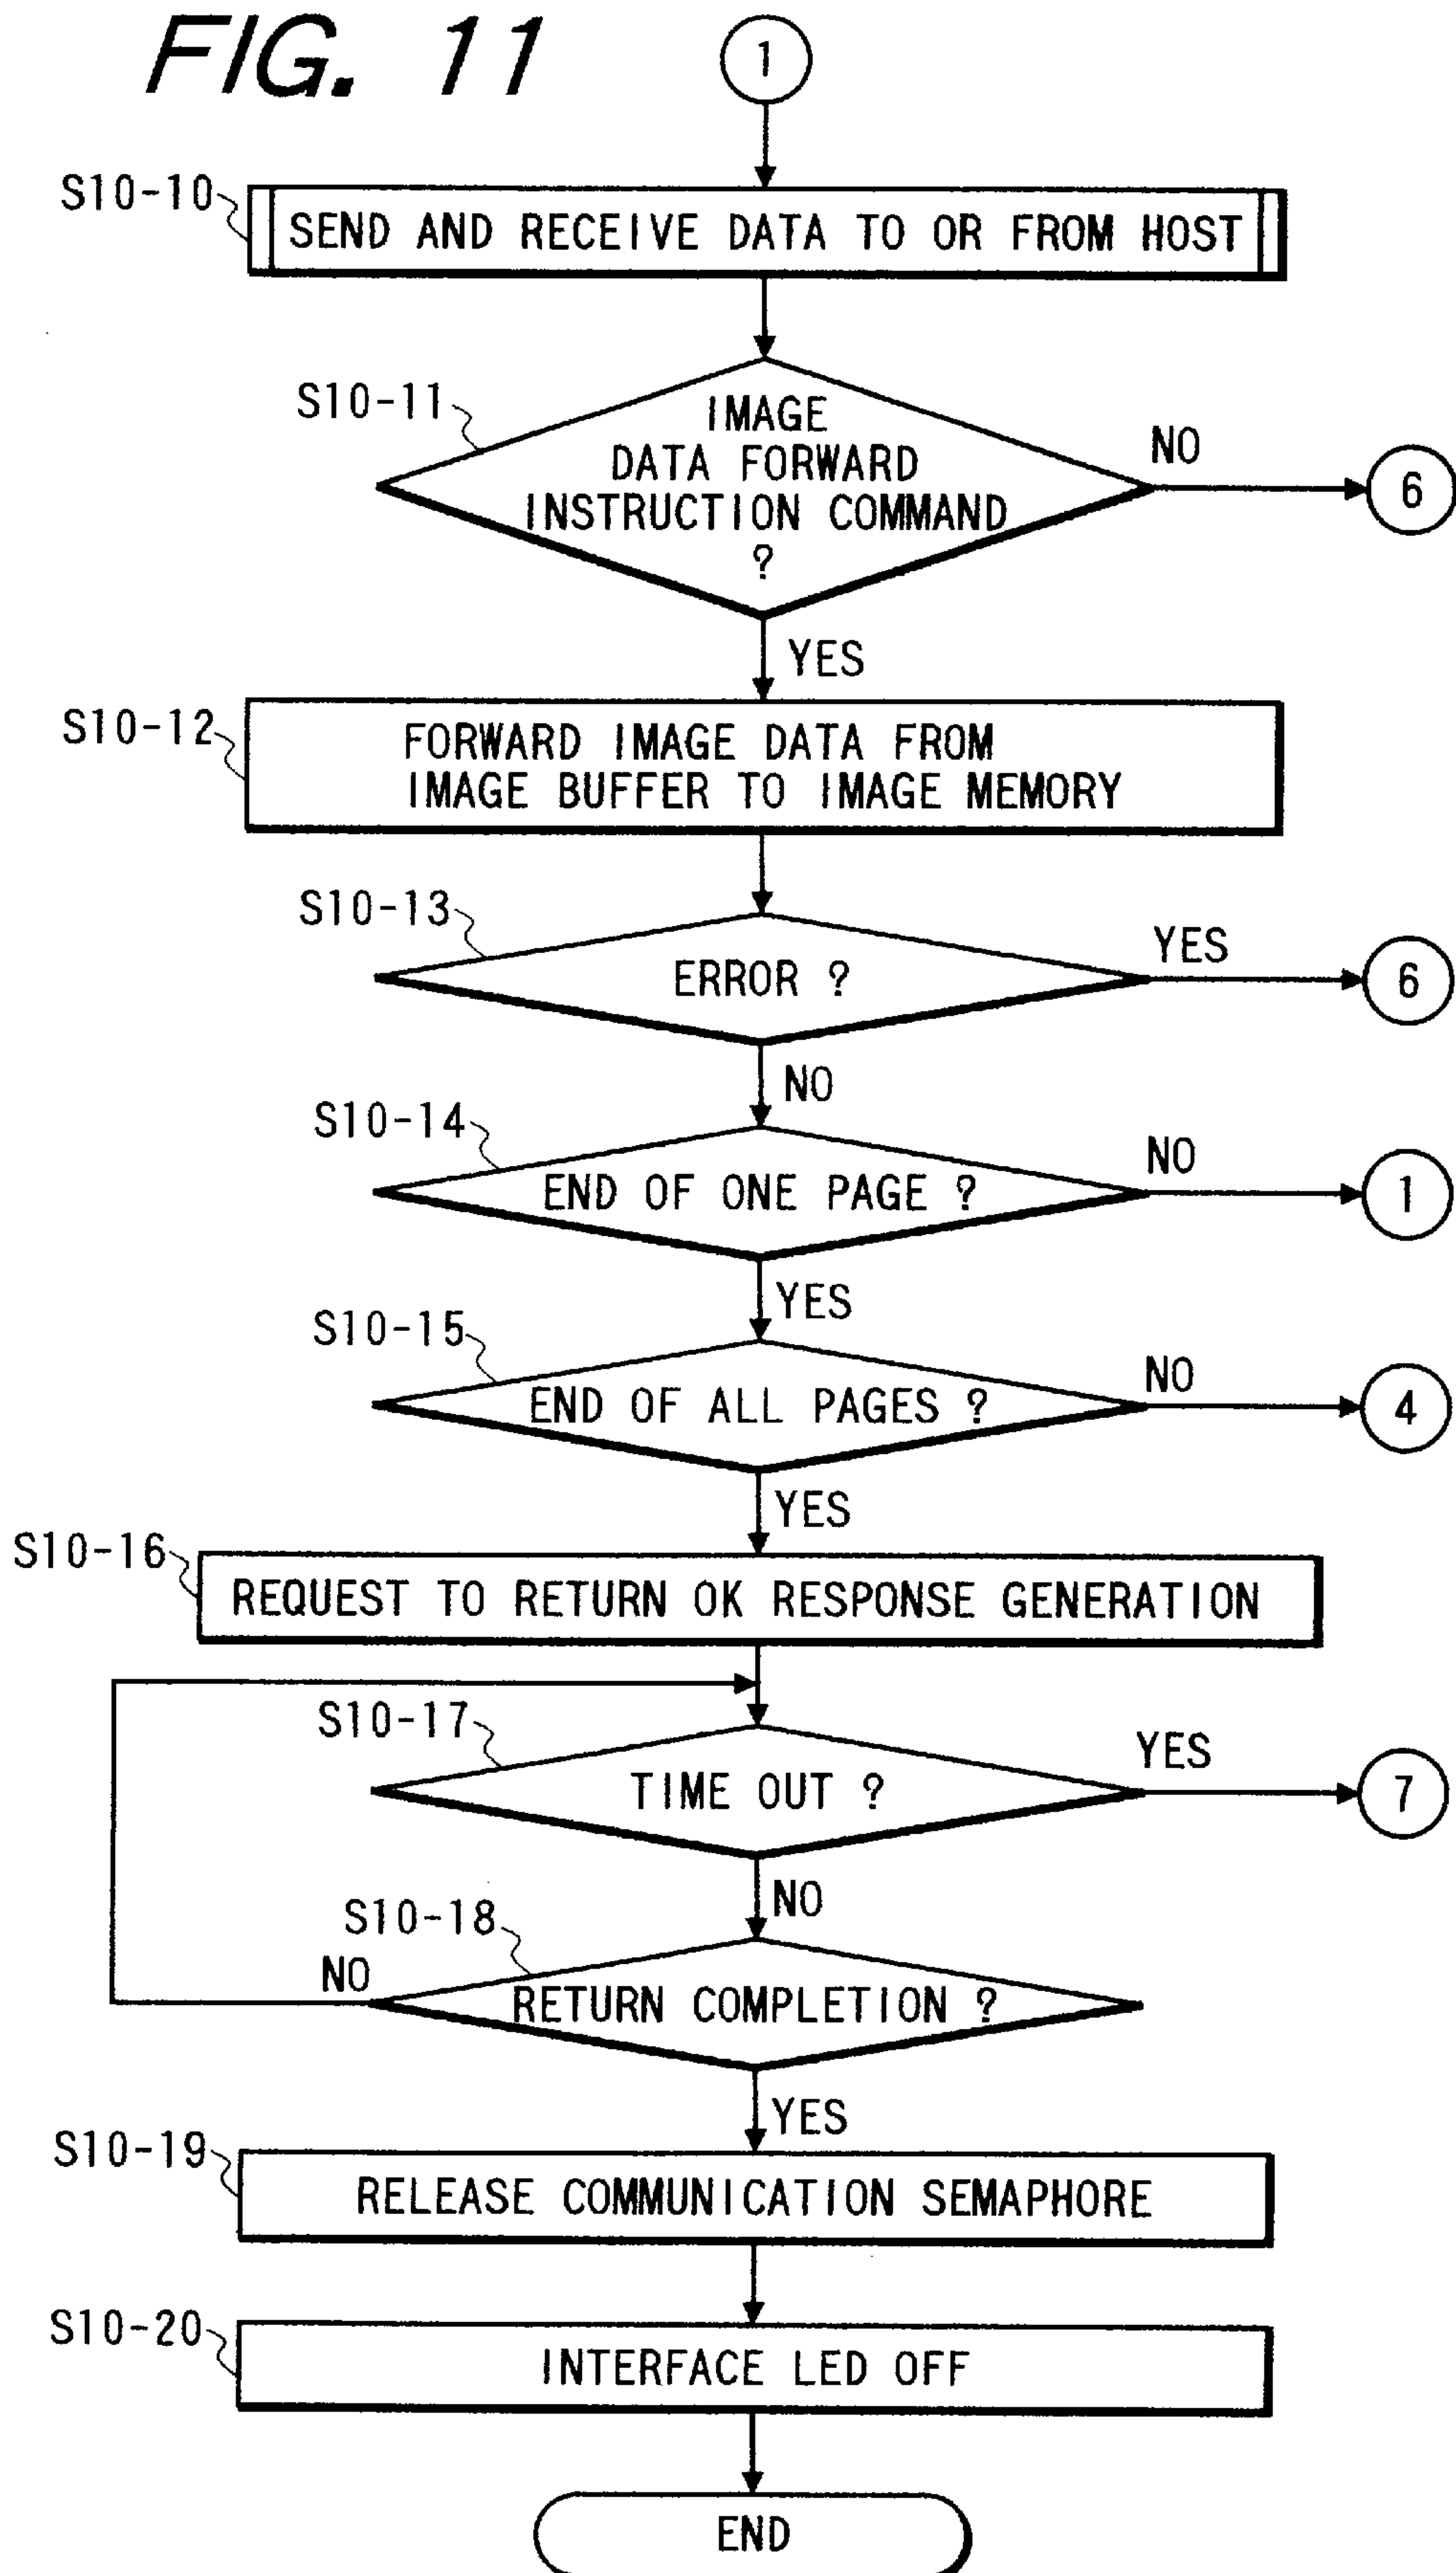 FIG. 11
1
S10-10
SEND AND RECEIVE DATA TO OR FROM HOST
S10-11
IMAGE
DATA FORWARD
INSTRUCTION COMMAND
?
NO
6
YES
S10-12
FORWARD IMAGE DATA FROM
IMAGE BUFFER TO IMAGE MEMORY
S10-13
ERROR ?
YES
6
NO
S10-14
END OF ONE PAGE ?
NO
1
YES
S10-15
END OF ALL PAGES ?
NO
4
YES
S10-16
REQUEST TO RETURN OK RESPONSE GENERATION
S10-17
TIME OUT ?
YES
7
NO
S10-18
NO
RETURN COMPLETION ?
YES
S10-19
RELEASE COMMUNICATION SEMAPHORE
S10-20
INTERFACE LED OFF
END